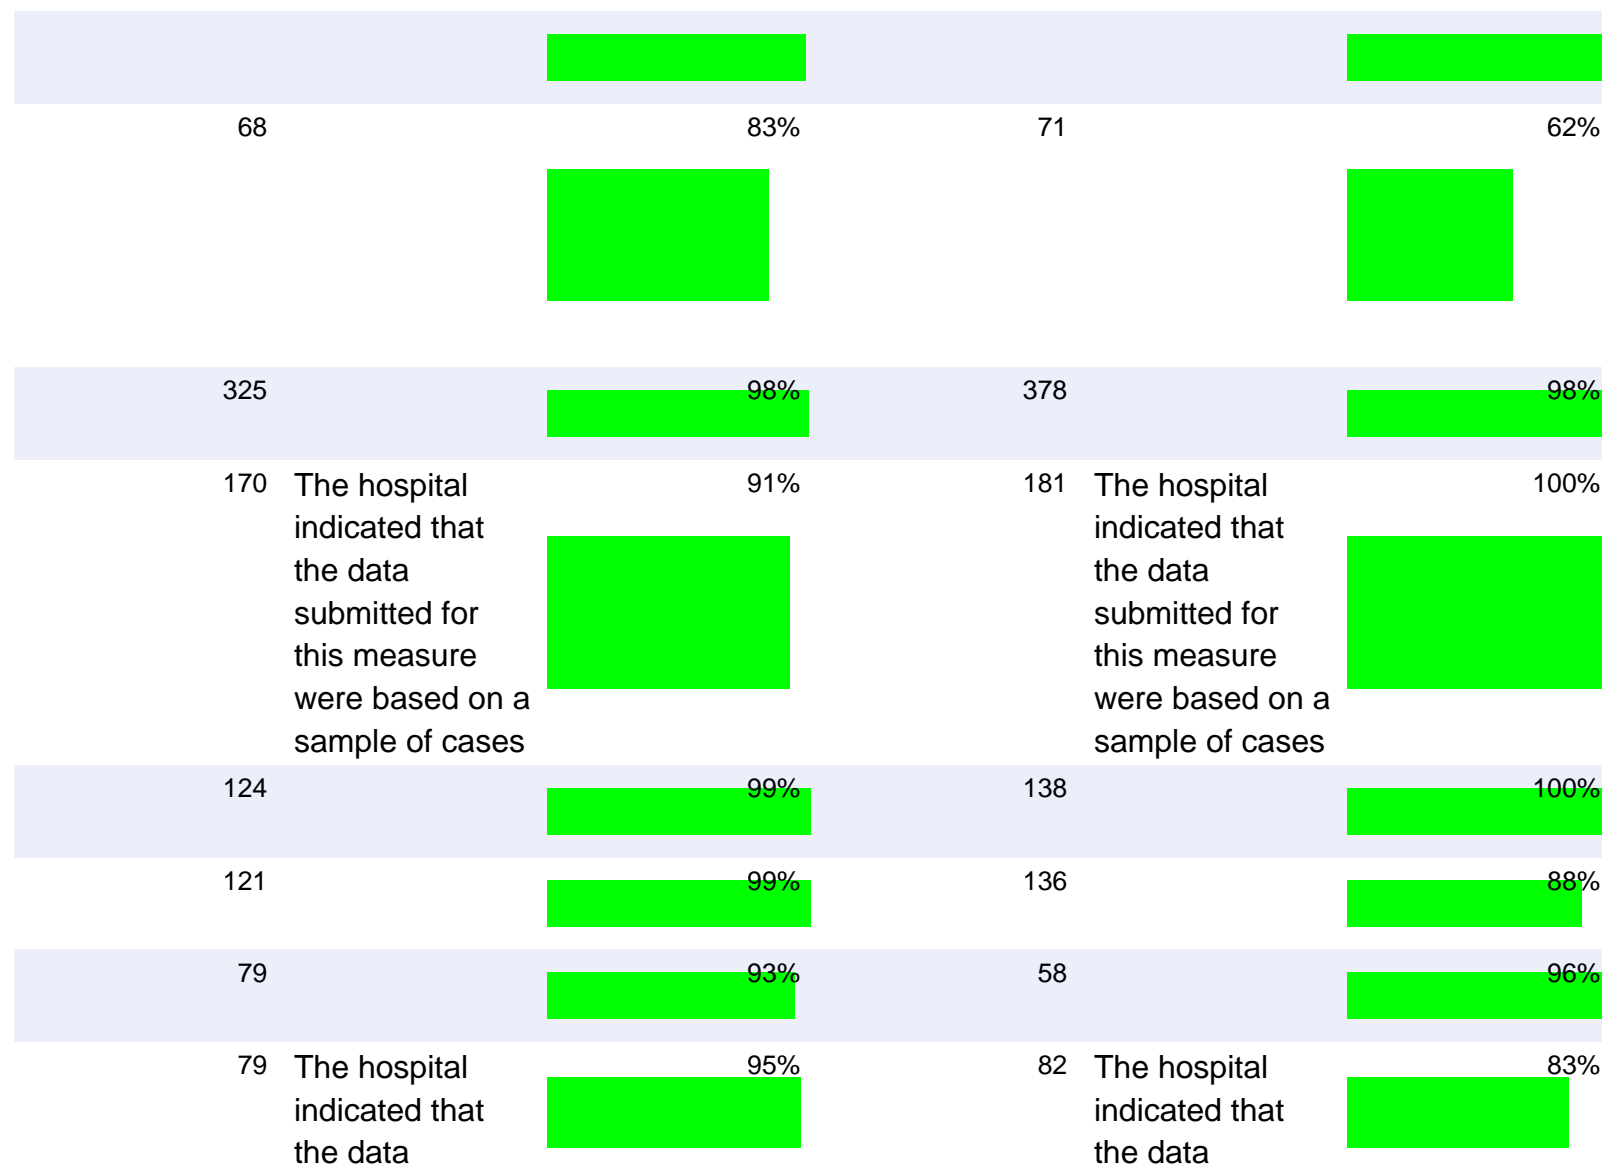 68 83% 71 62%
325 98% 378 98%
170 The hospital 91% 181 The hospital 100%
indicated that indicated that
the data the data
submitted for submitted for
this measure this measure
were based on a were based on a
sample of cases sample of cases
124 99% 138 100%
121 99% 136 88%
79 93% 58 96%
79 The hospital 95% 82 The hospital 83%
indicated that indicated that
the data the data